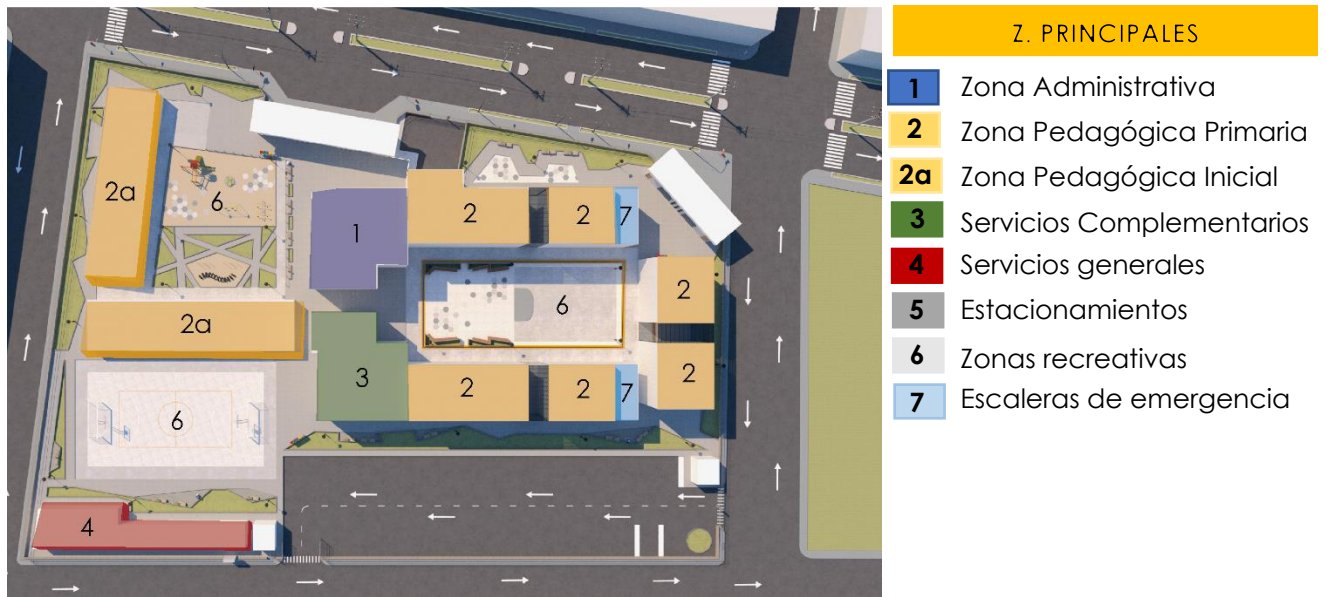 Z. PRINCIPALES
1 Zona Administrativa
2 Zona Pedagógica Primaria
2a Zona Pedagógica Inicial
3 Servicios Complementarios
4 Servicios generales
5 Estacionamientos
6 Zonas recreativas
7 Escaleras de emergencia
2a
6
1
2
2
7
2
6
2a
3
2
2
7
2
6
4